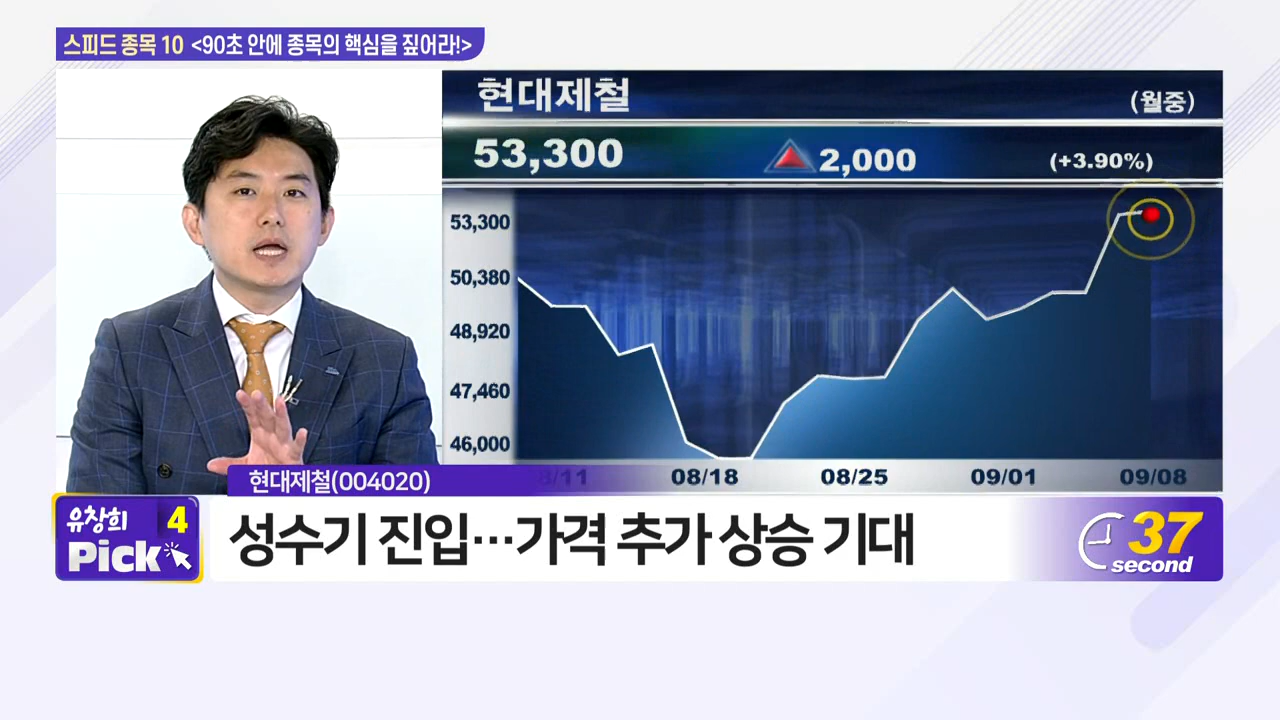 스피드 종목 10 <90초 안에 종목의 핵심을 짚어라!>
현대제철
(월중)
53,300
2,000
(+3.90%)
53,300
50,380
48,920
47,460
46,000
8/11
08/18
08/25
09/01
09/08
현대제철(004020)
유창희 4
Pick
성수기 진입…가격 추가 상승 기대
37
second